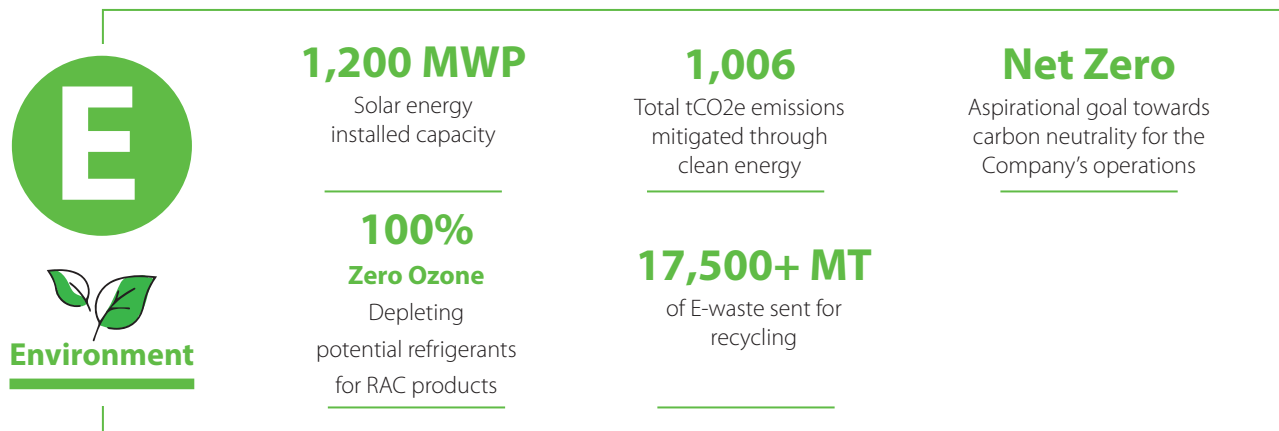 E
Environment
1,200 MWP
Solar energy
installed capacity
1,006
Total tCO2e emissions
mitigated through
clean energy
Net Zero
Aspirational goal towards
carbon neutrality for the
Company’s operations
100%
Zero Ozone
Depleting
potential refrigerants
for RAC products
17,500+ MT
of E-waste sent for
recycling